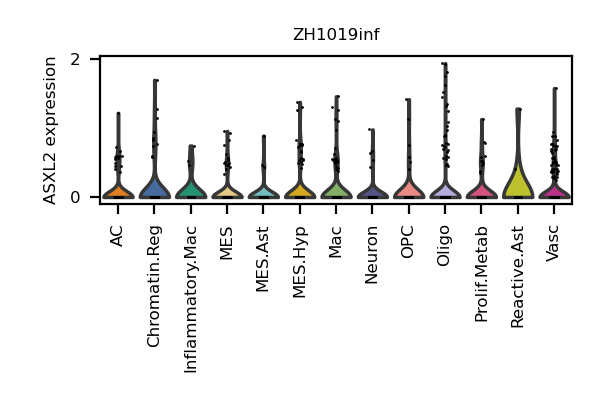 ZH1019inf
ASXL2 expression
2
0
AC
Chromatin.Reg
Inflammatory.Mac
MES
MES.Ast
MES.Hyp
Mac
Neuron
OPC
Oligo
Prolif.Metab
Reactive.Ast
Vasc